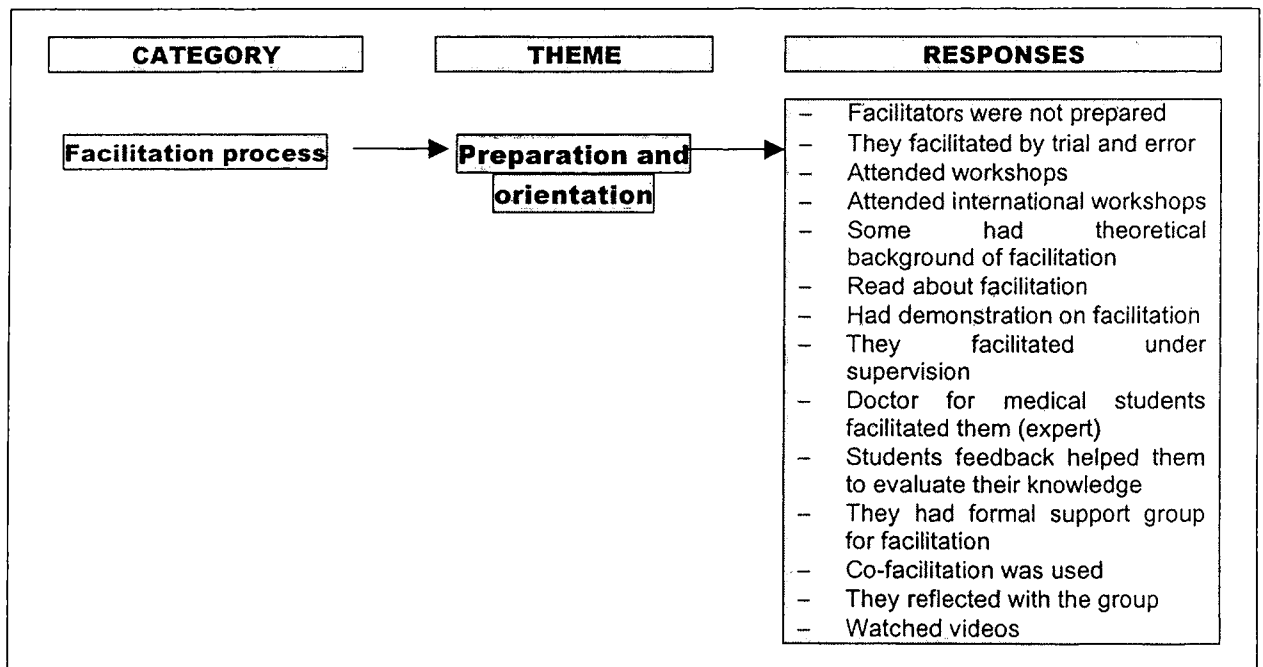 CATEGORY
THEME
RESPONSES
Facilitation process
Preparation and
orientation
– Facilitators were not prepared
– They facilitated by trial and error
– Attended workshops
– Attended international workshops
– Some had theoretical
background of facilitation
– Read about facilitation
– Had demonstration on facilitation
– They facilitated under
supervision
– Doctor for medical students
facilitated them (expert)
– Students feedback helped them
to evaluate their knowledge
– They had formal support group
for facilitation
– Co-facilitation was used
– They reflected with the group
– Watched videos